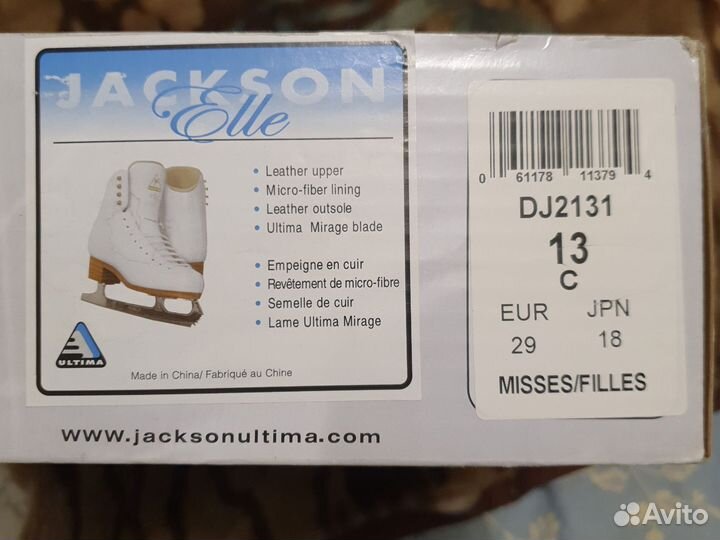 JACKSON
Elle
• Leather upper
• Micro-fiber lining
• Leather outsole
• Ultima Mirage blade
• Empeigne en cuir
• Revêtement de micro-fibre
• Semelle de cuir
• Lame Ultima Mirage
ULTIMA
Made in China/ Fabriqué au Chine
www.jacksonultima.com
0 61178 11379 4
DJ2131
13
C
EUR JPN
29 18
MISSES/FILLES
Avito